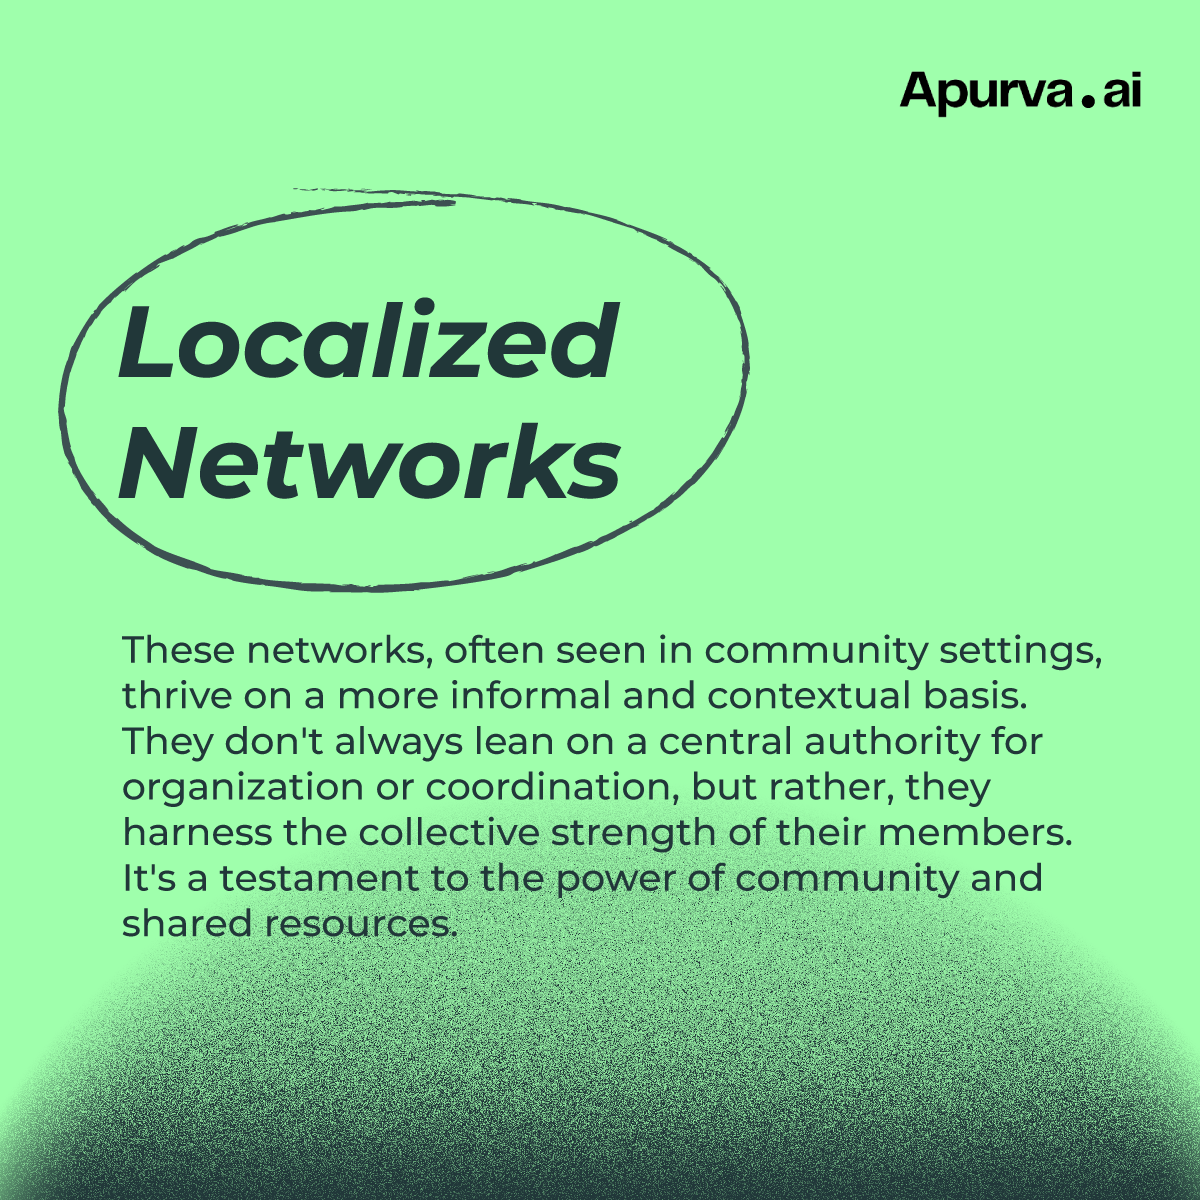 Apurva.ai
Localized
Networks
These networks, often seen in community settings,
thrive on a more informal and contextual basis.
They don't always lean on a central authority for
organization or coordination, but rather, they
harness the collective strength of their members.
It's a testament to the power of community and
shared resources.